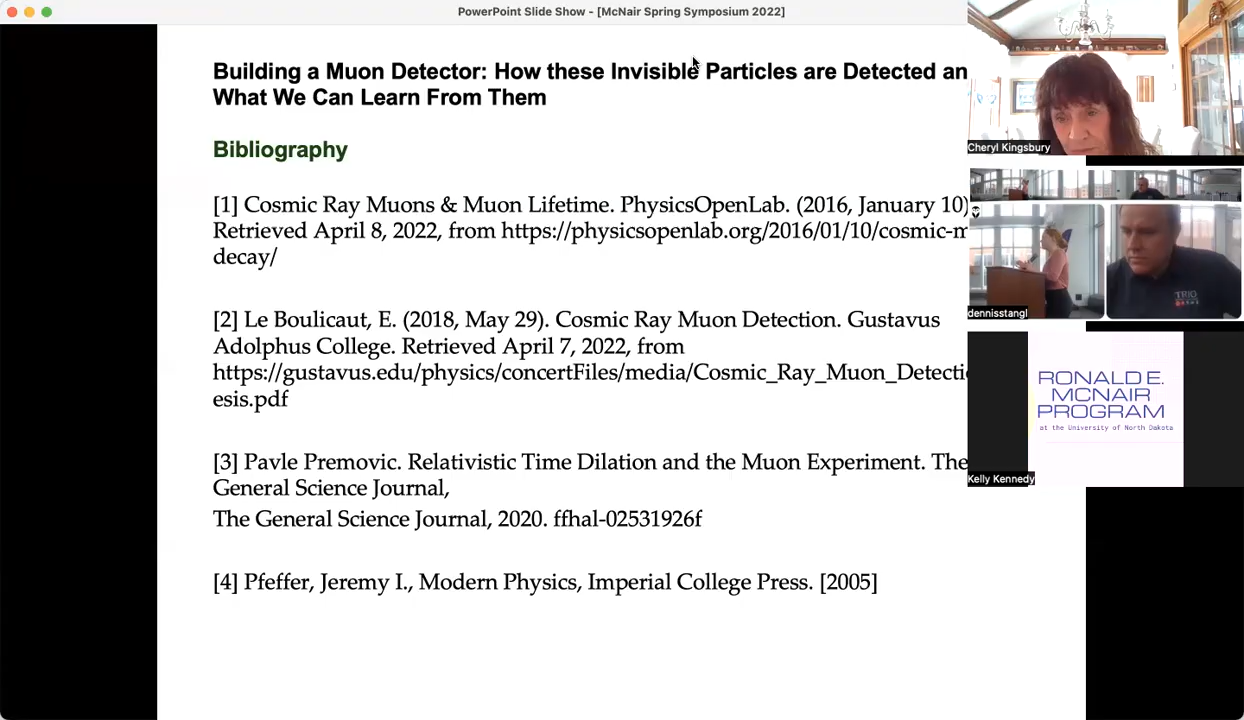 PowerPoint Slide Show - [McNair Spring Symposium 2022]
Building a Muon Detector: How these Invisible Particles are Detected an
What We Can Learn From Them
Bibliography
[1] Cosmic Ray Muons & Muon Lifetime. PhysicsOpenLab. (2016, January 10)
Retrieved April 8, 2022, from https://physicsopenlab.org/2016/01/10/cosmic-m
decay/
[2] Le Boulicaut, E. (2018, May 29). Cosmic Ray Muon Detection. Gustavus
Adolphus College. Retrieved April 7, 2022, from
https://gustavus.edu/physics/concertFiles/media/Cosmic_Ray_Muon_Detectio
esis.pdf
[3] Pavle Premovic. Relativistic Time Dilation and the Muon Experiment. The
General Science Journal,
The General Science Journal, 2020. ffhal-02531926f
[4] Pfeffer, Jeremy I., Modern Physics, Imperial College Press. [2005]
Cheryl Kingsbury
dennisstangl
TRIO
RONALD E.
MCNAIR
PROGRAM
at the University of North Dakota
Kelly Kennedy